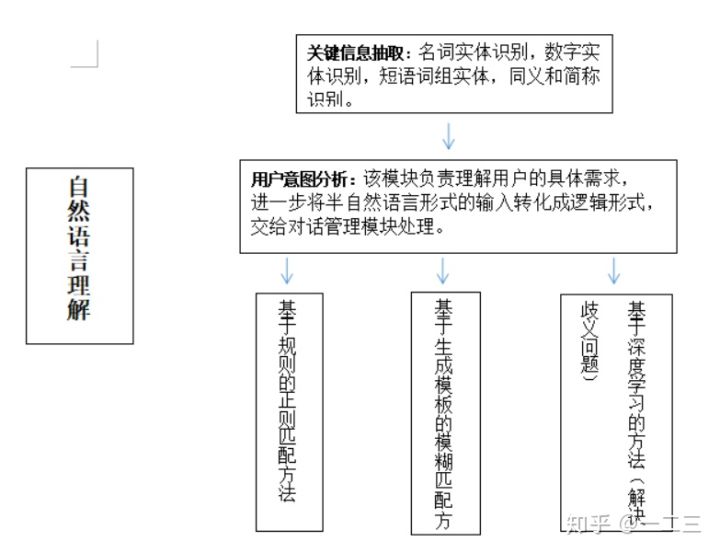 关键信息抽取：名词实体识别，数字实
体识别，短语词组实体，同义和简称
识别。
自然语言理解
用户意图分析：该模块负责理解用户的具体需求，
进一步将半自然语言形式的输入转化成逻辑形式，
交给对话管理模块处理。
基于规则的正则匹配方法
基于生成模板的模糊匹配方
基于深度学习的方法（解决
歧义问题）
知乎 @一二三